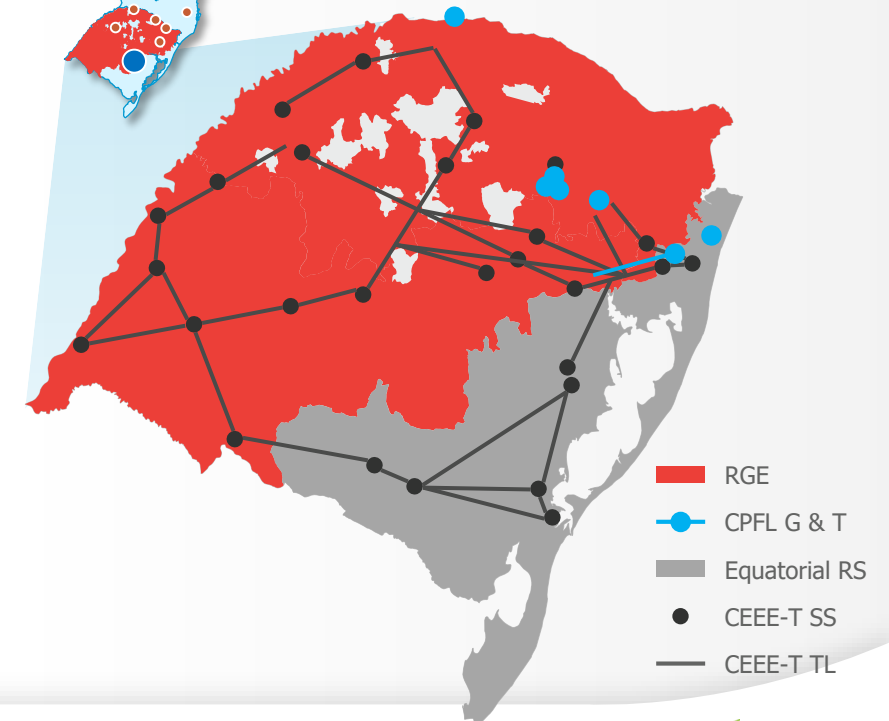 RGE
CPFL G & T
Equatorial RS
CEEE-T SS
CEEE-T TL